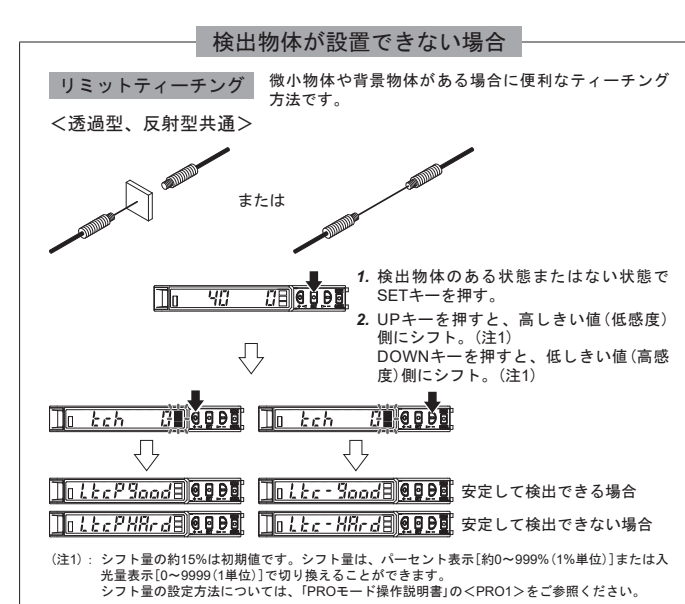 検出物体が設置できない場合
リミットティーチング
微小物体や背景物体がある場合に便利なティーチング
方法です。
＜透過型、反射型共通＞
または
1. 検出物体のある状態またはない状態で
SETキーを押す。
2. UPキーを押すと、高しきい値（低感度）
側にシフト。（注1）
DOWNキーを押すと、低しきい値（高感
度）側にシフト。（注1）
40 0
tch 0
tch 0
LtcPgood
Ltc-good
安定して検出できる場合
LtcPHArd
Ltc-HArd
安定して検出できない場合
（注1）：シフト量の約15%は初期値です。シフト量は、パーセント表示［約0～999%（1%単位）］または入
光量表示［0～9999（1単位）］で切り換えることができます。
シフト量の設定方法については、「PROモード操作説明書」の＜PRO1＞をご参照ください。